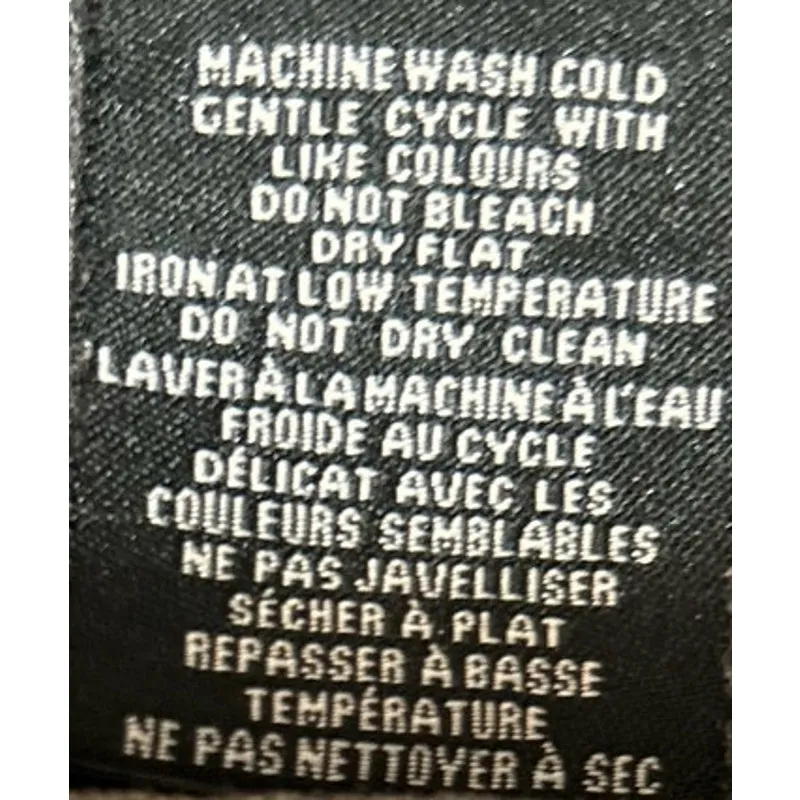 MACHINE WASH COLD
GENTLE CYCLE WITH
LIKE COLOURS
DO NOT BLEACH
DRY FLAT
IRON AT LOW TEMPERATURE
DO NOT DRY CLEAN
LAVER À LA MACHINE À L'EAU
FROIDE AU CYCLE
DÉLICAT AVEC LES
COULEURS SEMBLABLES
NE PAS JAVELLISER
SÉCHER À PLAT
REPASSER À BASSE
TEMPÉRATURE
NE PAS NETTOYER À SEC